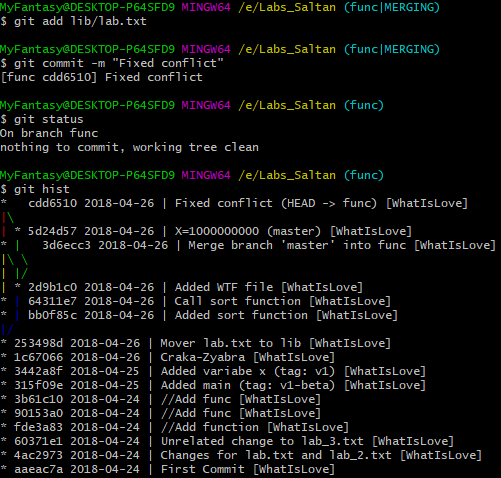 MyFantasy@DESKTOP-P64SFD9 MINGW64 /e/Labs_Saltan (func|MERGING)
$ git add lib/lab.txt
MyFantasy@DESKTOP-P64SFD9 MINGW64 /e/Labs_Saltan (func|MERGING)
$ git commit -m "Fixed conflict"
[func cdd6510] Fixed conflict
MyFantasy@DESKTOP-P64SFD9 MINGW64 /e/Labs_Saltan (func)
$ git status
On branch func
nothing to commit, working tree clean
MyFantasy@DESKTOP-P64SFD9 MINGW64 /e/Labs_Saltan (func)
$ git hist
*   cdd6510 2018-04-26 | Fixed conflict (HEAD -> func) [WhatIsLove]
|\
| * 5d24d57 2018-04-26 | X=1000000000 (master) [WhatIsLove]
* |   3d6ecc3 2018-04-26 | Merge branch 'master' into func [WhatIsLove]
|\ \
| |/
| * 2d9b1c0 2018-04-26 | Added WTF file [WhatIsLove]
* | 64311e7 2018-04-26 | Call sort function [WhatIsLove]
* | bb0f85c 2018-04-26 | Added sort function [WhatIsLove]
|/
* 253498d 2018-04-26 | Mover lab.txt to lib [WhatIsLove]
* 1c67066 2018-04-26 | Craka-Zyabra [WhatIsLove]
* 3442a8f 2018-04-25 | Added variabe x (tag: v1) [WhatIsLove]
* 315f09e 2018-04-25 | Added main (tag: v1-beta) [WhatIsLove]
* 3b61c10 2018-04-24 | //Add func [WhatIsLove]
* 90153a0 2018-04-24 | //Add func [WhatIsLove]
* fde3a83 2018-04-24 | //Add function [WhatIsLove]
* 60371e1 2018-04-24 | Unrelated change to lab_3.txt [WhatIsLove]
* 4ac2973 2018-04-24 | Changes for lab.txt and lab_2.txt [WhatIsLove]
* aaeac7a 2018-04-24 | First Commit [WhatIsLove]